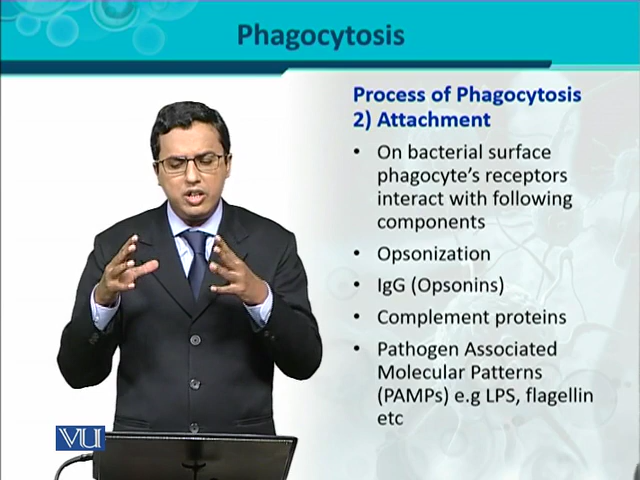 Phagocytosis
Process of Phagocytosis
2) Attachment
• On bacterial surface
phagocyte's receptors
interact with following
components
• Opsonization
• IgG (Opsonins)
• Complement proteins
• Pathogen Associated
Molecular Patterns
(PAMPs) e.g LPS, flagellin
etc
VU